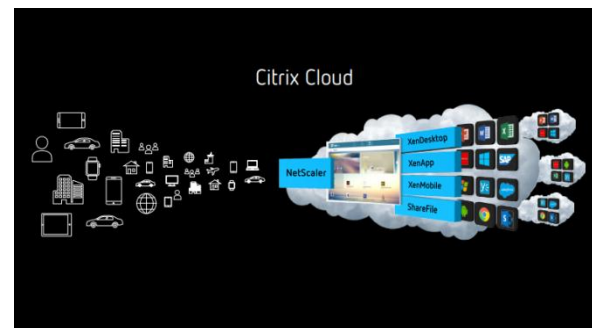 Citrix Cloud
XenDesktop
XenApp
SAP
NetScaler
XenMobile
ShareFile